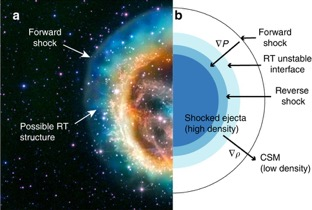 a
Forward
shock
Possible RT
structure
b
∇P
Forward
shock
RT unstable
interface
Reverse
shock
Shocked ejecta
(high density)
∇ρ
CSM
(low density)